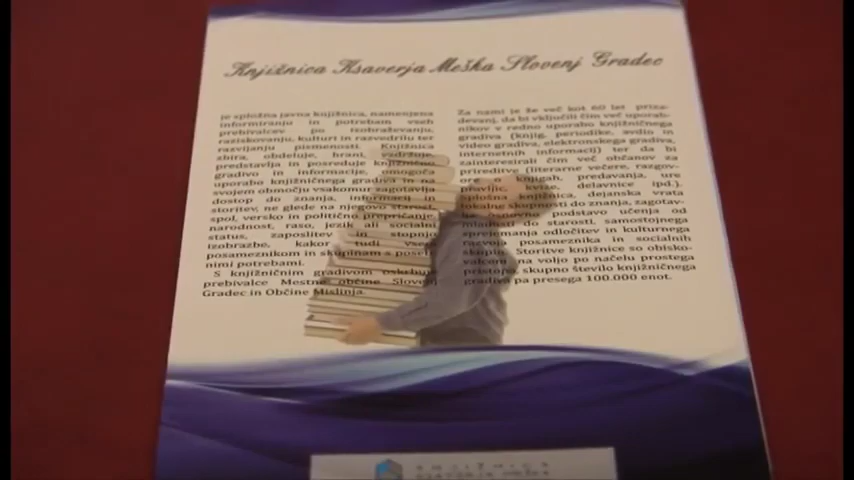 Knjižnica Ksaverja Meška Slovenj Gradec
je splošna javna knjižnica, namenjena
informiranju in potrebam vseh
prebivalcev po izobraževanju,
raziskovanju, kulturi in razvedrilu ter
razvijanju pismenosti. Knjižnica
zbira, obdeluje, hrani, vzdržuje,
predstavlja in posreduje knjižnično
gradivo in informacije, omogoča
uporabo knjižničnega gradiva in na
svojem območju vsakomur zagotavlja
dostop do znanja, informacij in
storitev, ne glede na njegovo starost,
spol, versko in politično prepričanje,
narodnost, raso, jezik ali socialni
status, zaposlitev in stopnjo
izobrazbe, kakor tudi vsem
posameznikom in skupinam s poseb-
nimi potrebami.
S knjižničnim gradivom oskrbuje
prebivalce Mestne občine Slovenj
Gradec in Občine Mislinja.
Za nami je že več kot 60 let priza-
devanj, da bi vključili čim več uporab-
nikov v redno uporabo knjižničnega
gradiva (knjig, periodike, avdio in
video gradiva, elektronskega gradiva,
internetnih informacij) ter da bi
zainteresirali čim več občanov za
prireditve (literarne večere, razgov-
ore o knjigah, predavanja, ure
pravljic, kvize, delavnice ipd.).
Splošna knjižnica, dejanska vrata
lokalne skupnosti do znanja, zagotav-
lja osnovno podstavo učenja od
mladosti do starosti, samostojnega
sprejemanja odločitev in kulturnega
razvoja posameznika in socialnih
skupin. Storitve knjižnice so obisko-
valcem na voljo po načelu prostega
pristopa, skupno število knjižničnega
gradiva pa presega 100.000 enot.
KNJIŽNICA